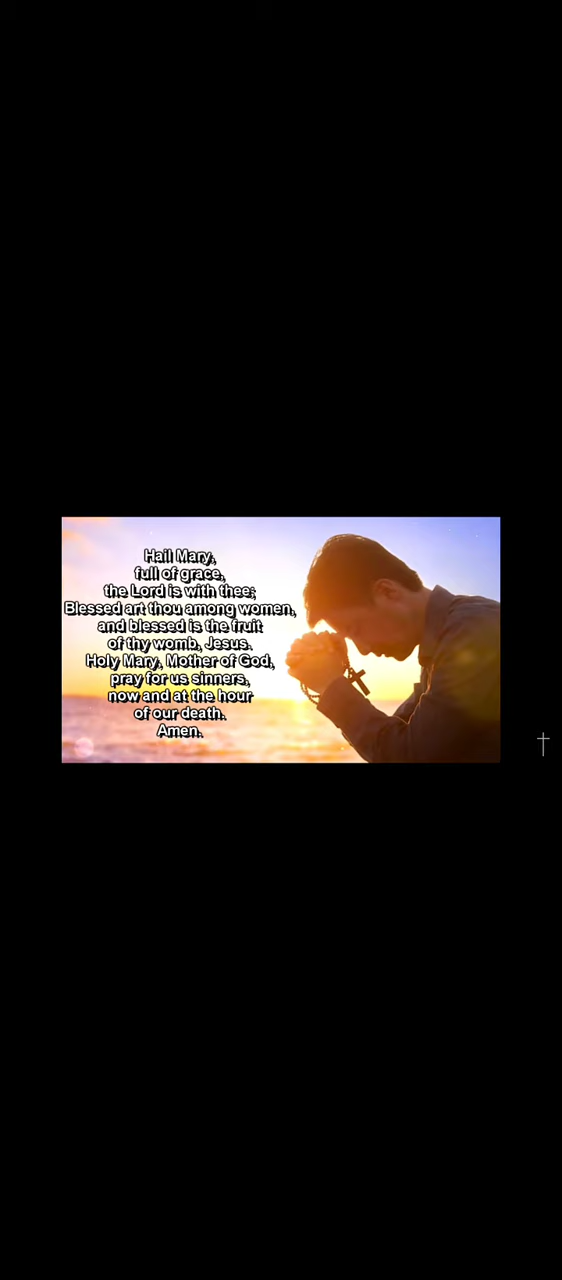 Hail Mary,
full of grace,
the Lord is with thee;
Blessed art thou among women,
and blessed is the fruit
of thy womb, Jesus.
Holy Mary, Mother of God,
pray for us sinners,
now and at the hour
of our death.
Amen.